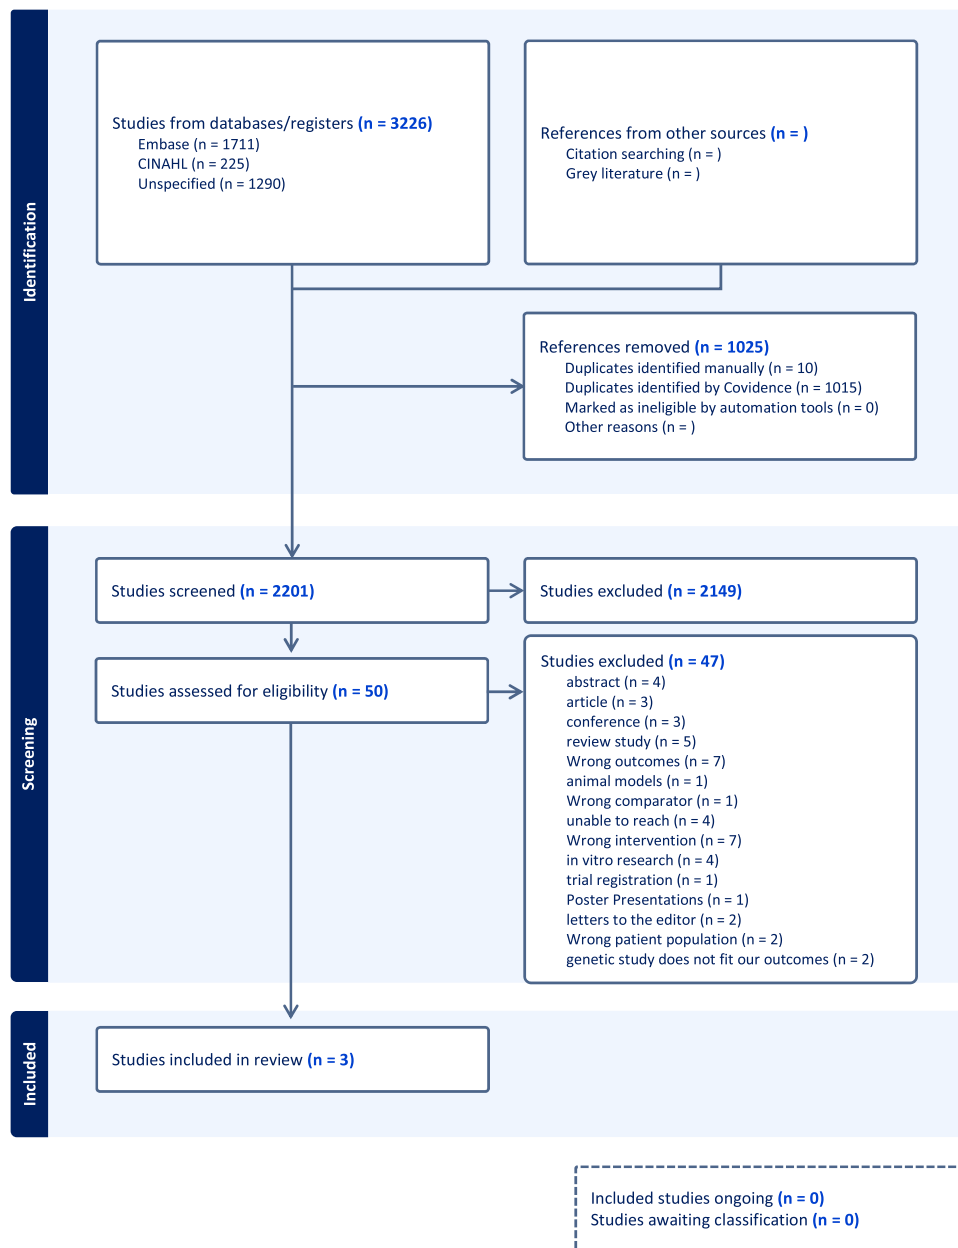 Identification
Studies from databases/registers (n = 3226)
Embase (n = 1711)
CINAHL (n = 225)
Unspecified (n = 1290)
References from other sources (n = )
Citation searching (n = )
Grey literature (n = )
References removed (n = 1025)
Duplicates identified manually (n = 10)
Duplicates identified by Covidence (n = 1015)
Marked as ineligible by automation tools (n = 0)
Other reasons (n = )
Screening
Studies screened (n = 2201)
Studies excluded (n = 2149)
Studies assessed for eligibility (n = 50)
Studies excluded (n = 47)
abstract (n = 4)
article (n = 3)
conference (n = 3)
review study (n = 5)
Wrong outcomes (n = 7)
animal models (n = 1)
Wrong comparator (n = 1)
unable to reach (n = 4)
Wrong intervention (n = 7)
in vitro research (n = 4)
trial registration (n = 1)
Poster Presentations (n = 1)
letters to the editor (n = 2)
Wrong patient population (n = 2)
genetic study does not fit our outcomes (n = 2)
Included
Studies included in review (n = 3)
Included studies ongoing (n = 0)
Studies awaiting classification (n = 0)